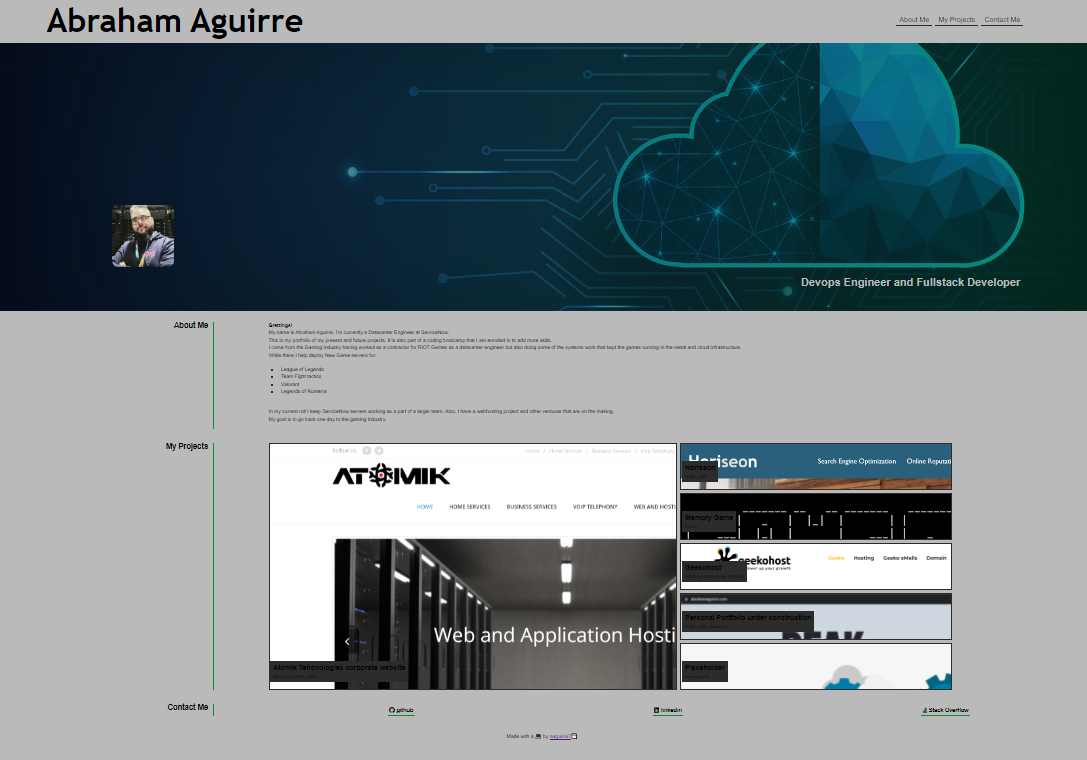 Abraham Aguirre
About Me My Projects Contact Me
Devops Engineer and Fullstack Developer
About Me
Greetings!
My name is Abraham Aguirre. I'm currently a Datacenter Engineer at ServiceNow.
This is my portfolio of my present and future projects. It is also part of a coding bootcamp that I am enrolled in to add more skills.
I come from the Gaming industry having worked as a contractor for RIOT Games as a datacenter engineer but also doing some of the systems work that kept the games running in the metal and cloud infrastructure.
While there I help deploy New Game servers for:
League of Legends
Team Fight tactics
Valorant
Legends of Runterra
In my current roll I keep ServiceNow servers working as a part of a larger team. Also, I have a webhosting project and other ventures that are on the making.
My goal is to go back one day to the gaming industry.
My Projects
Follow Us
Home / Home Services / Business Services / Voip Telephony
ATOMIK
HOME HOME SERVICES BUSINESS SERVICES VOIP TELEPHONY WEB AND HOSTI
Web and Application Hosti
Atomik Tehcnologies corporate website
Horiseon
Search Engine Optimization Online Reputati
Horiseon
Memory Game
geekohost
Geeko Hosting Geeko eMails Domain
Geekohost
abrahamaguirre.com
Personal Portfolio under construction
Placeholder
Contact Me
github
linkedin
Stack Overflow
Made with a by